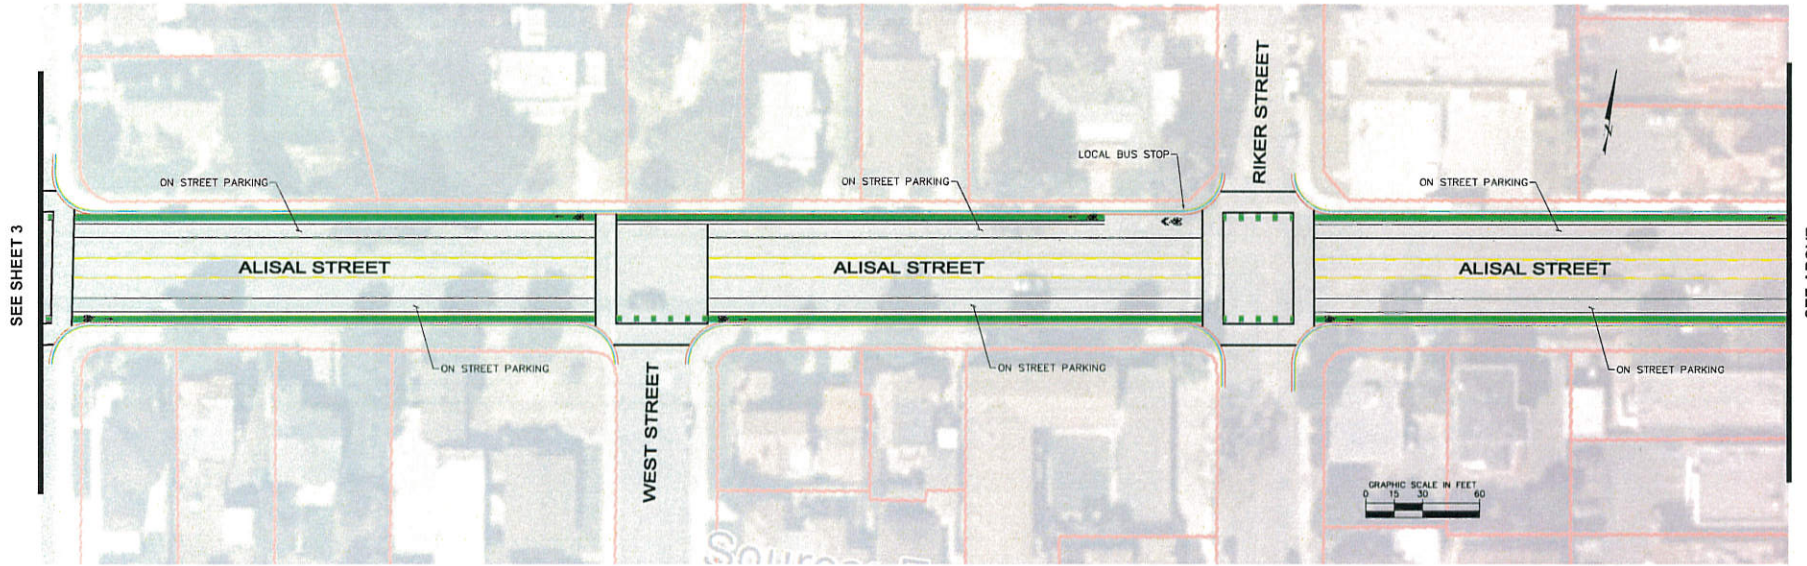 RIKER STREET
LOCAL BUS STOP
ON STREET PARKING
ON STREET PARKING
ON STREET PARKING
N
SEE SHEET 3
ALISAL STREET
ALISAL STREET
ALISAL STREET
ON STREET PARKING
ON STREET PARKING
ON STREET PARKING
WEST STREET
GRAPHIC SCALE IN FEET
0 15 30 60